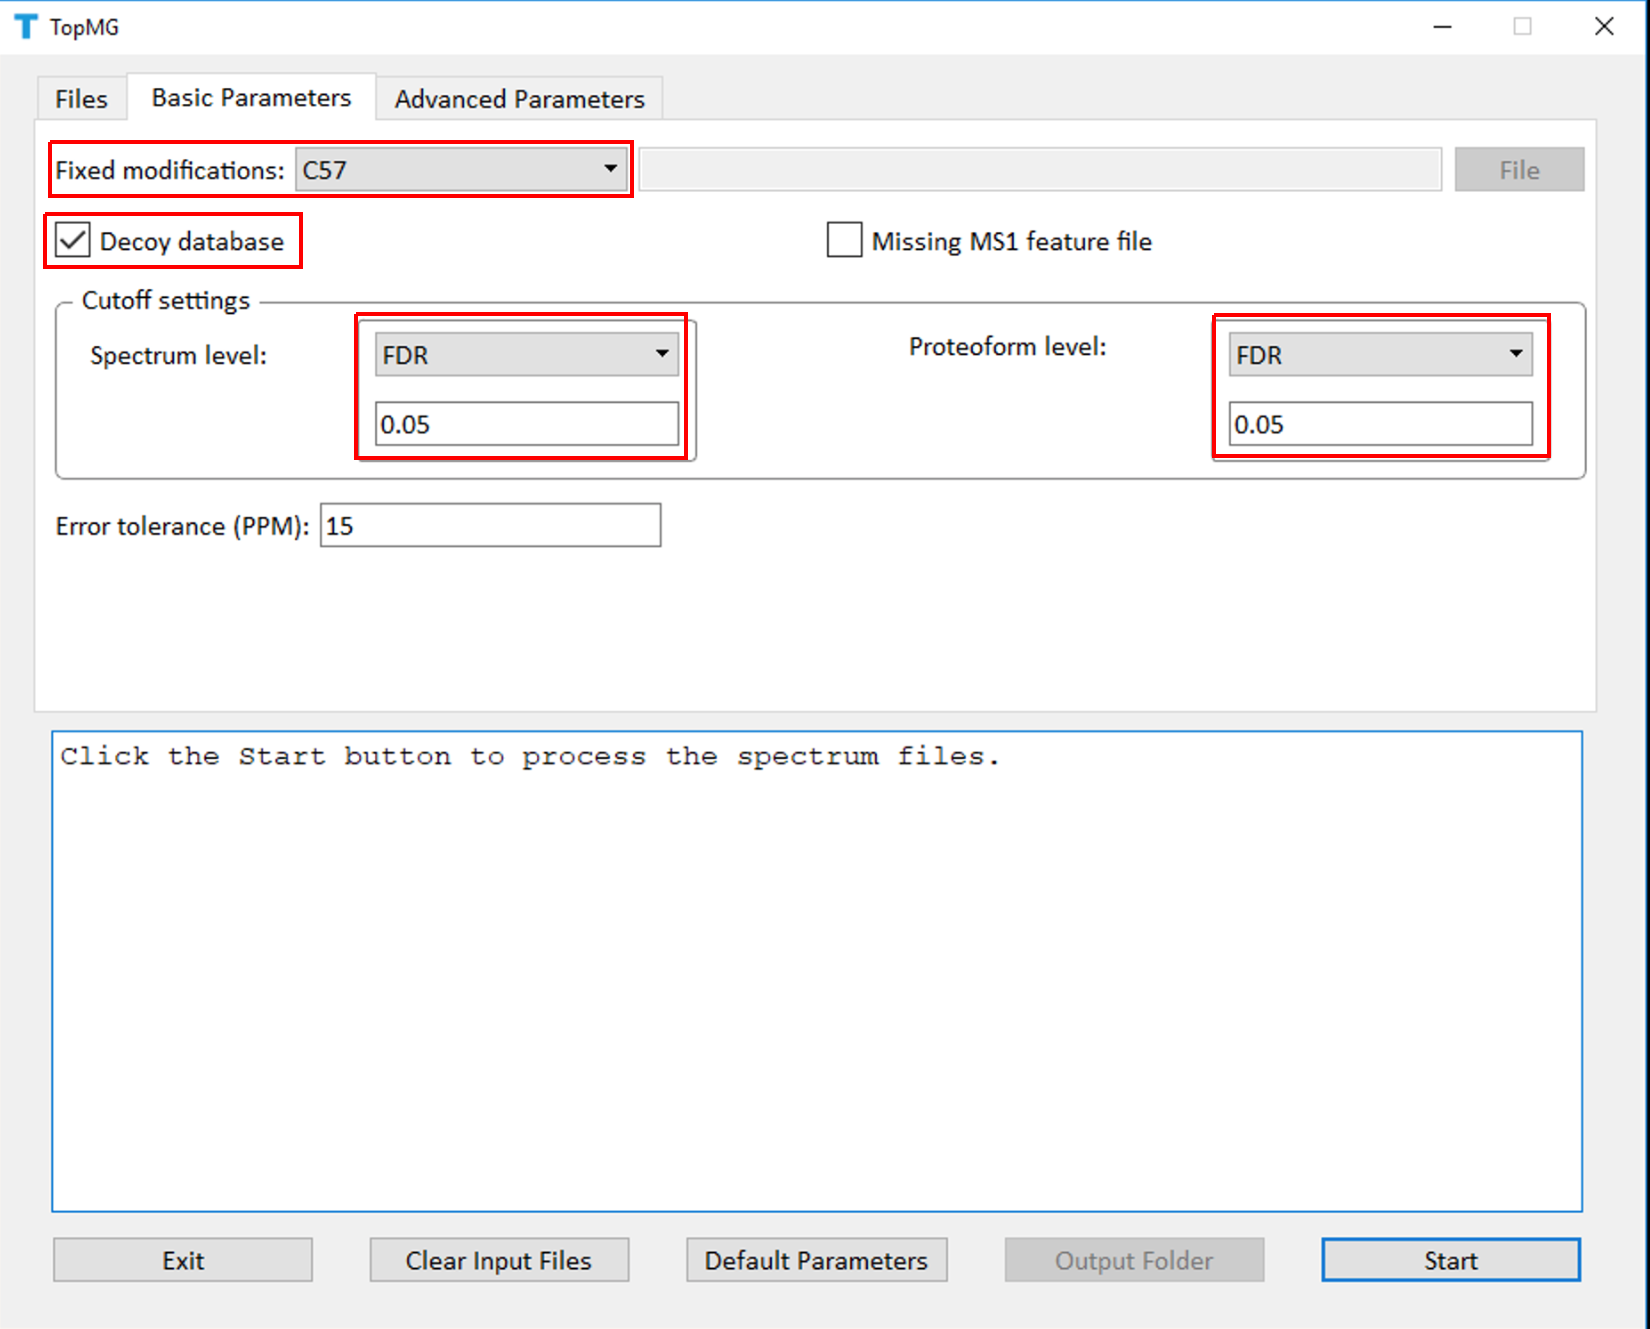 TopMG
Files Basic Parameters Advanced Parameters
Fixed modifications: C57 File
Decoy database Missing MS1 feature file
Cutoff settings
Spectrum level: FDR Proteoform level: FDR
0.05 0.05
Error tolerance (PPM): 15
Click the Start button to process the spectrum files.
Exit Clear Input Files Default Parameters Output Folder Start